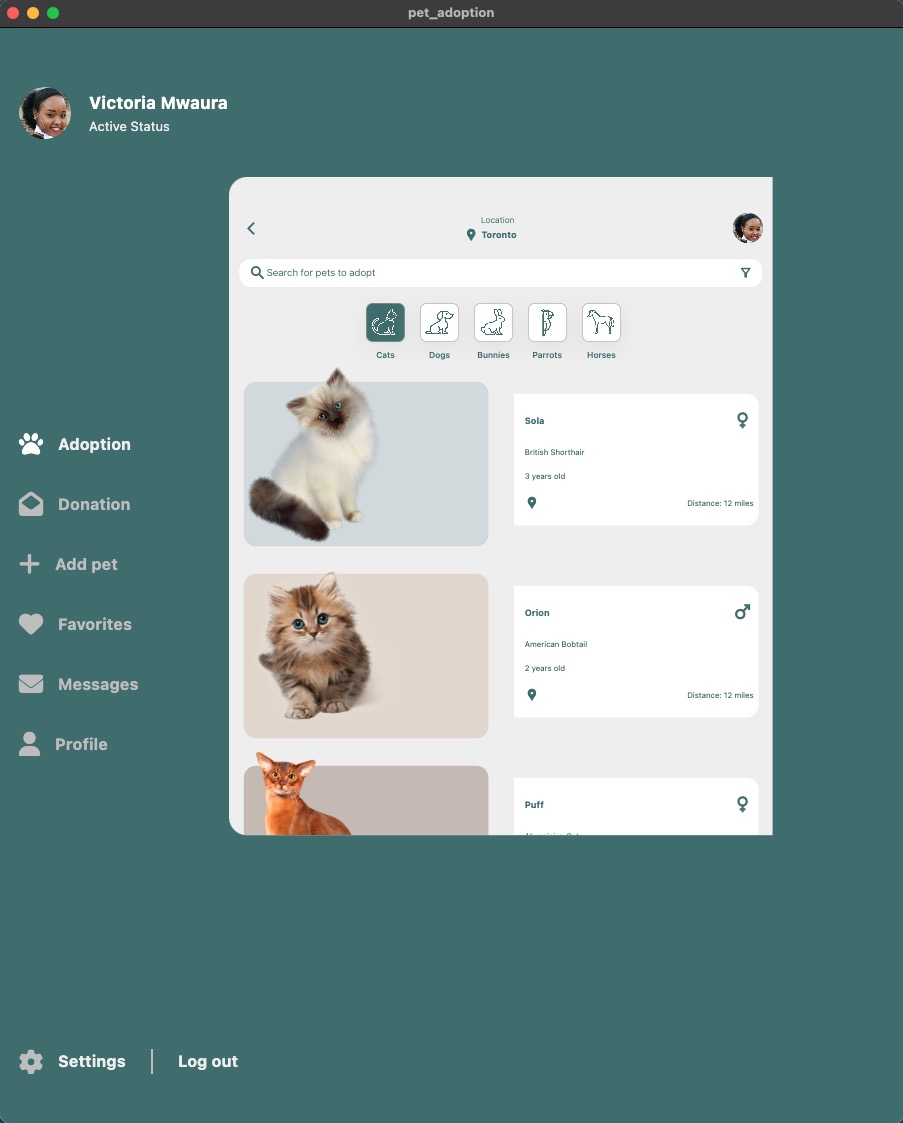 pet_adoption
Victoria Mwaura
Active Status
Location
Toronto
Search for pets to adopt
Cats
Dogs
Bunnies
Parrots
Horses
Sola
British Shorthair
3 years old
Distance: 12 miles
Orion
American Bobtail
2 years old
Distance: 12 miles
Puff
Adoption
Donation
Add pet
Favorites
Messages
Profile
Settings
Log out